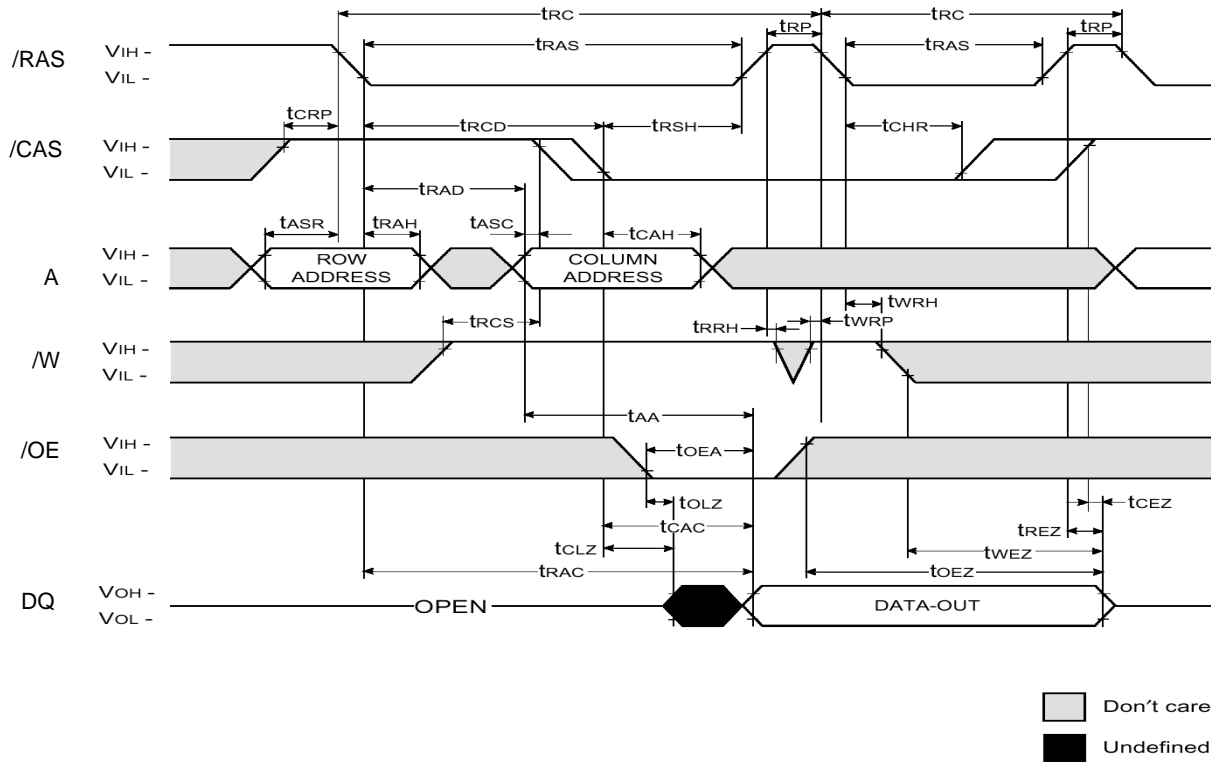 tRC tRC
tRP tRP
tRAS tRAS
/RAS VIH -
VIL -
tCRP tRCD tRSH tCHR
/CAS VIH -
VIL -
tRAD
tASR tRAH tASC tCAH
A VIH -
VIL -
ROW ADDRESS
COLUMN ADDRESS
tWRH
tRCS tRRH tWRP
/W VIH -
VIL -
tAA
/OE VIH -
VIL -
tOEA
tOLZ tCEZ
tCAC tREZ
tCLZ tWEZ
tRAC tOEZ
DQ VOH -
VOL -
OPEN DATA-OUT
Don't care
Undefined